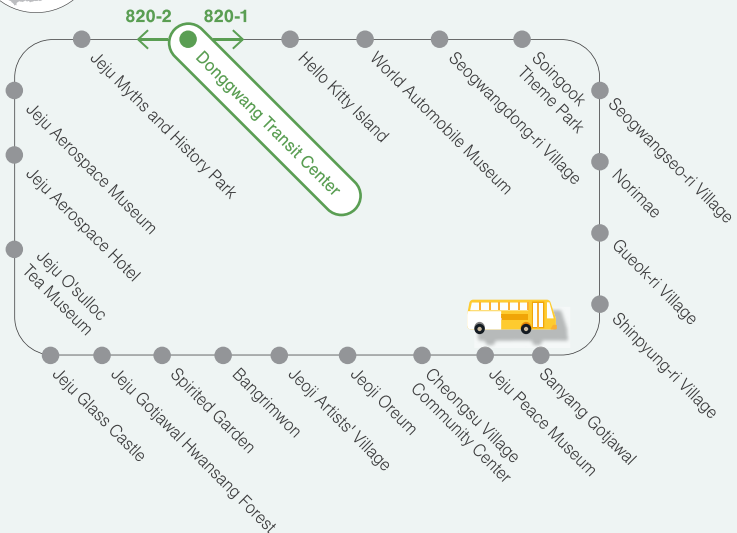 820-2
820-1
Donggwang Transit Center
Hello Kitty Island
World Automobile Museum
Seogwangdong-ri Village
Soingook
Theme Park
Seogwangseo-ri Village
Norimae
Gueok-ri Village
Shinpyung-ri Village
Sanyang Gotjawal
Jeju Peace Museum
Cheongsu Village
Community Center
Jeoji Oreum
Jeoji Artists' Village
Bangrimwon
Spirited Garden
Jeju Gotjawal Hwansang Forest
Jeju Glass Castle
Jeju O'sulloc
Tea Museum
Jeju Aerospace Hotel
Jeju Aerospace Museum
Jeju Myths and History Park